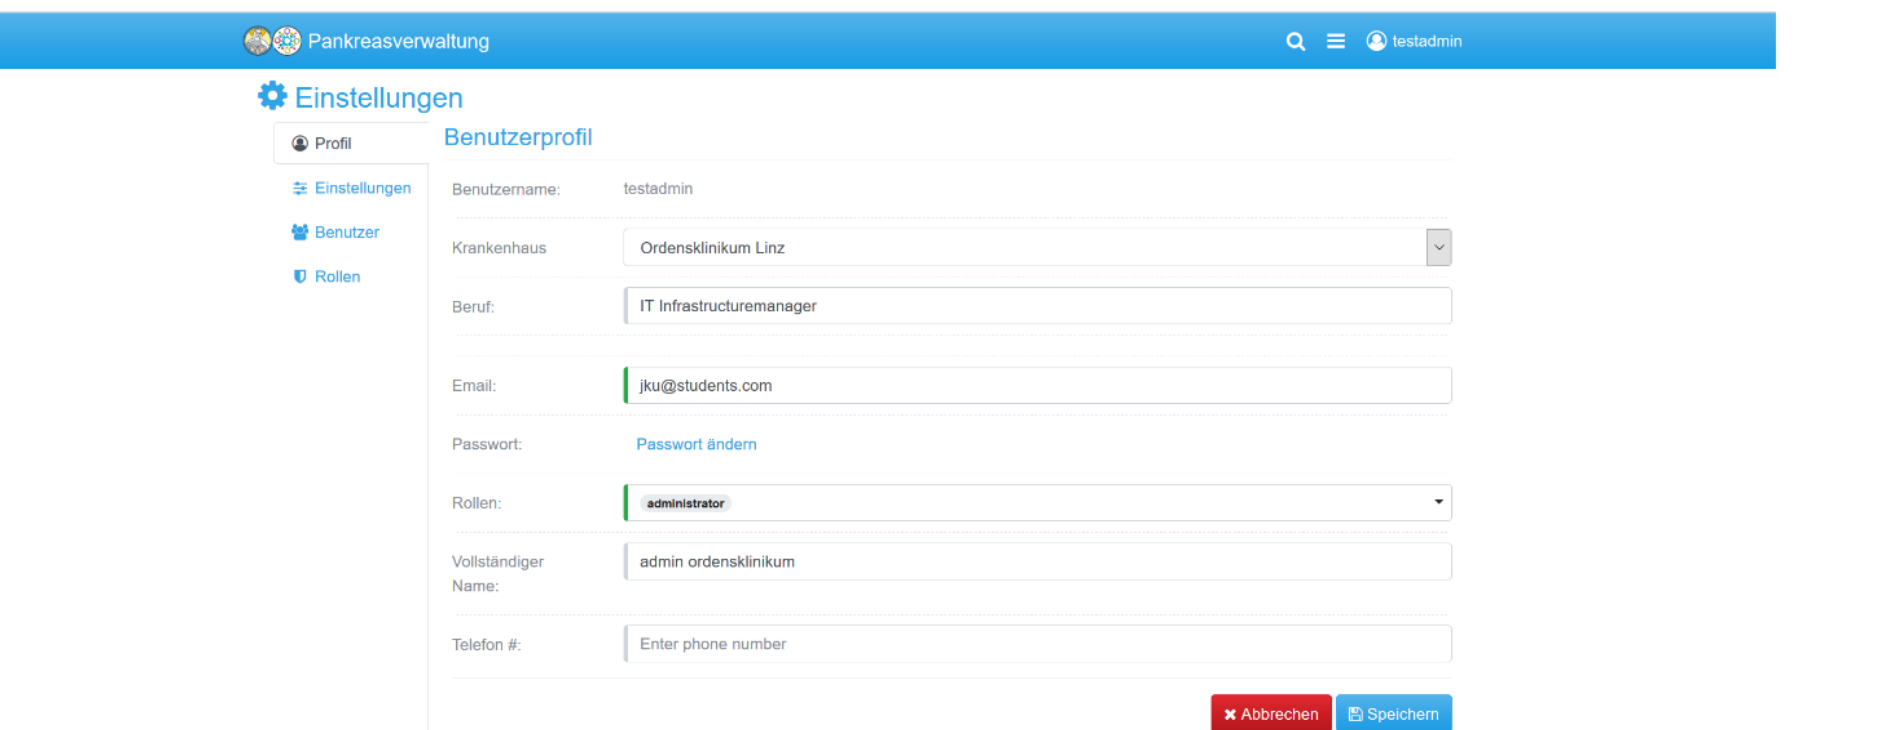 Pankreasverwaltung
testadmin
Einstellungen
Profil
Einstellungen
Benutzer
Rollen
Benutzerprofil
Benutzername: testadmin
Krankenhaus Ordensklinikum Linz
Beruf: IT Infrastructuremanager
Email: jku@students.com
Passwort: Passwort ändern
Rollen: administrator
Vollständiger admin ordensklinikum
Name:
Telefon #: Enter phone number
Abbrechen Speichern